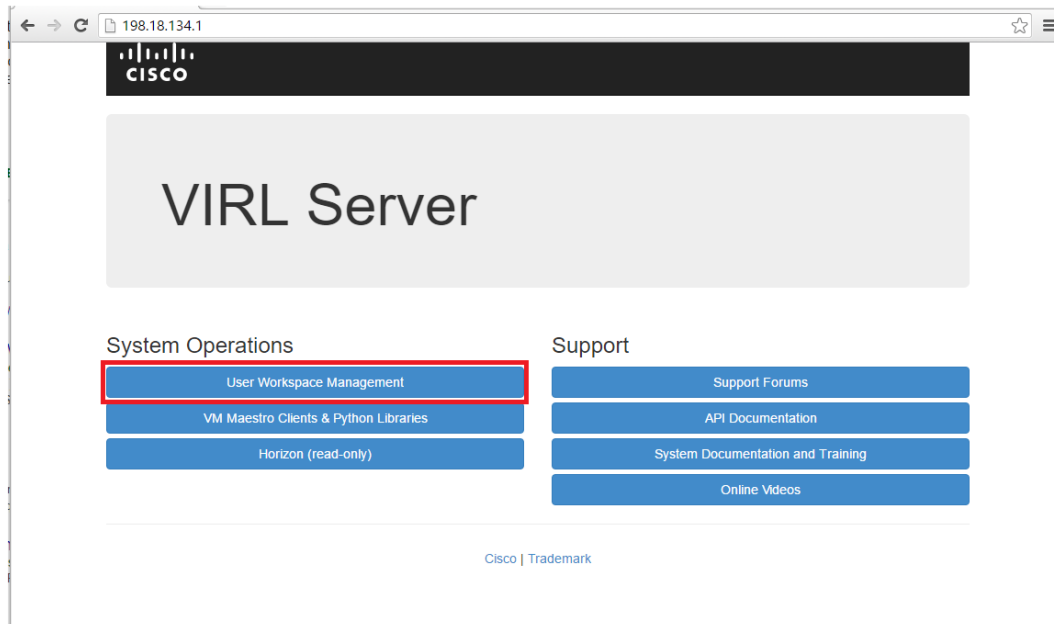 198.18.134.1
CISCO
VIRL Server
System Operations
User Workspace Management
VM Maestro Clients & Python Libraries
Horizon (read-only)
Support
Support Forums
API Documentation
System Documentation and Training
Online Videos
Cisco | Trademark